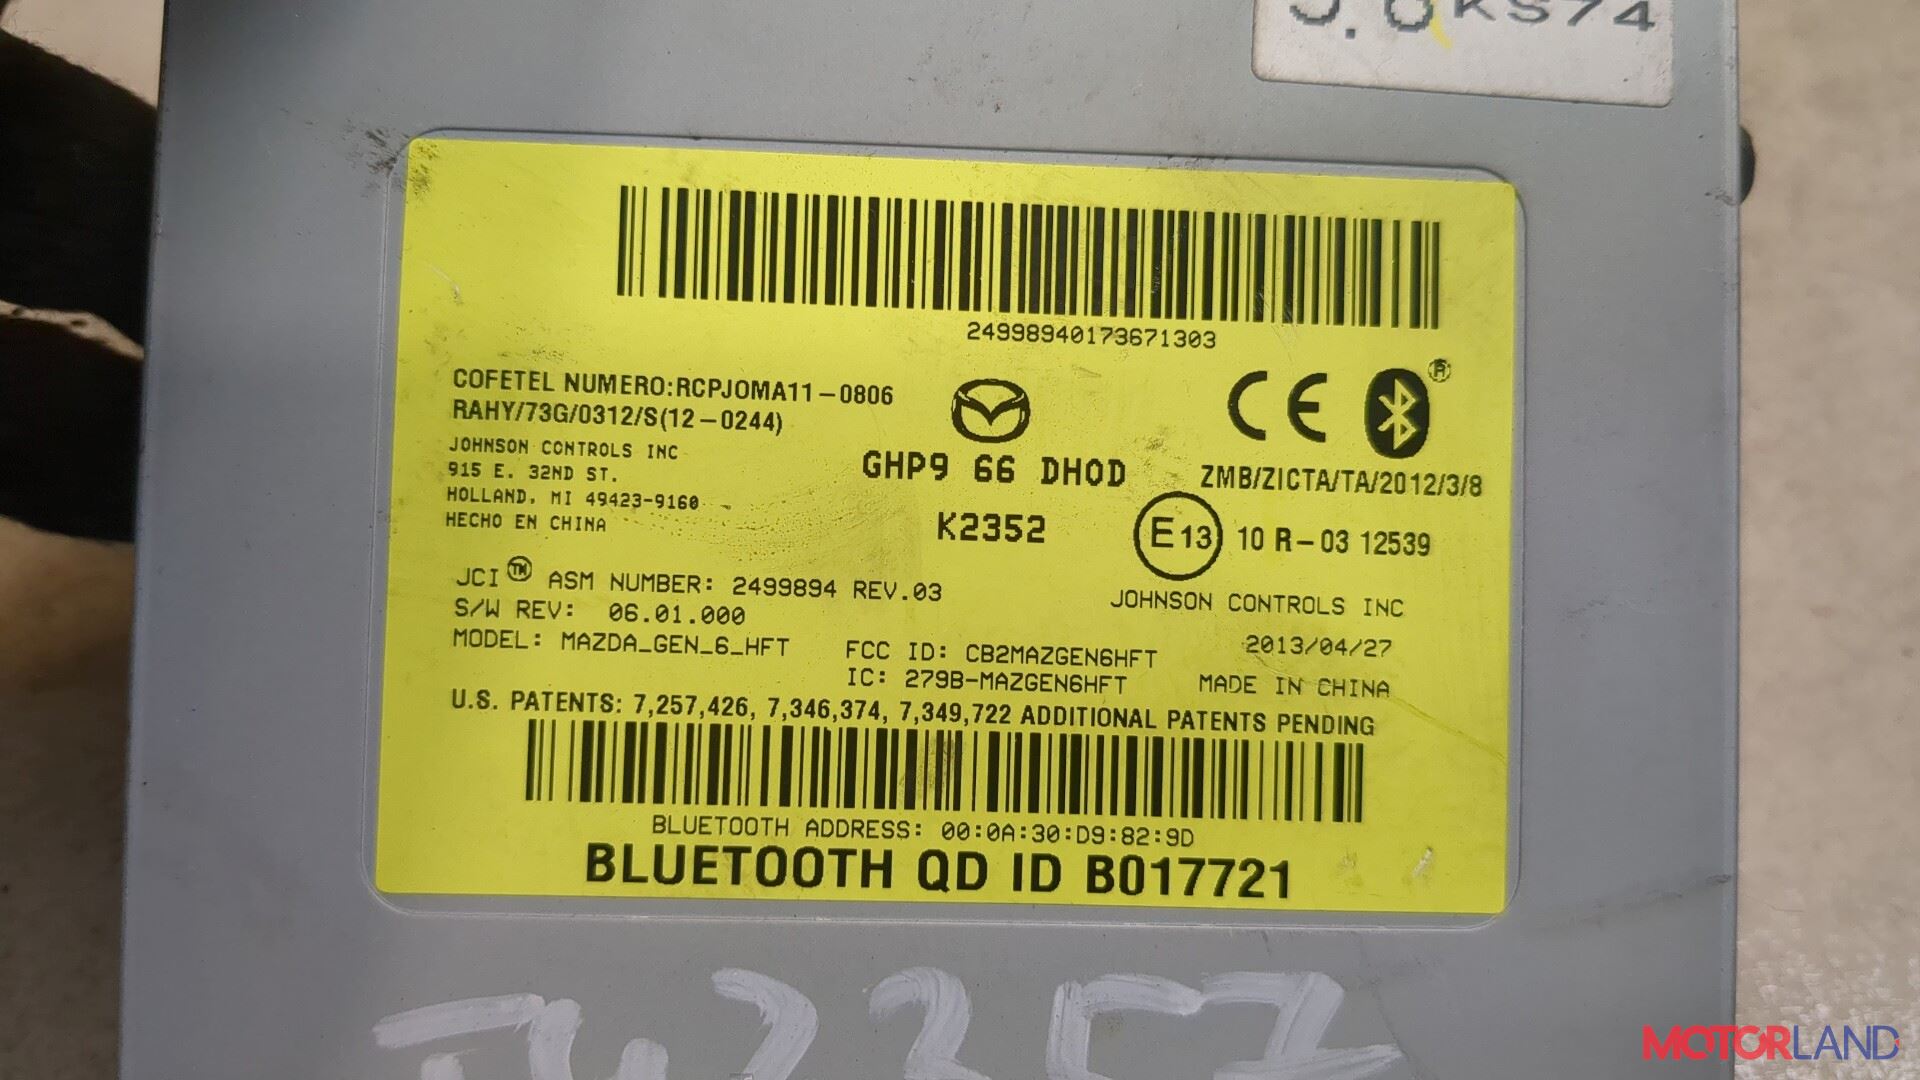 KS74
24998940173671303
COFETEL NUMERO:RCPJOMA11-0806
RAHY/73G/0312/S(12-0244)
JOHNSON CONTROLS INC
915 E. 32ND ST.
HOLLAND, MI 49423-9160
HECHO EN CHINA
GHP9 66 DH0D
K2352
CE
®
ZMB/ZICTA/TA/2012/3/8
E13 10 R-03 12539
JCI™ ASM NUMBER: 2499894 REV.03
S/W REV: 06.01.000
MODEL: MAZDA_GEN_6_HFT
JOHNSON CONTROLS INC
2013/04/27
FCC ID: CB2MAZGEN6HFT
IC: 279B-MAZGEN6HFT
MADE IN CHINA
U.S. PATENTS: 7,257,426, 7,346,374, 7,349,722 ADDITIONAL PATENTS PENDING
BLUETOOTH ADDRESS: 00:0A:30:D9:82:9D
BLUETOOTH QD ID B017721
MOTORLAND